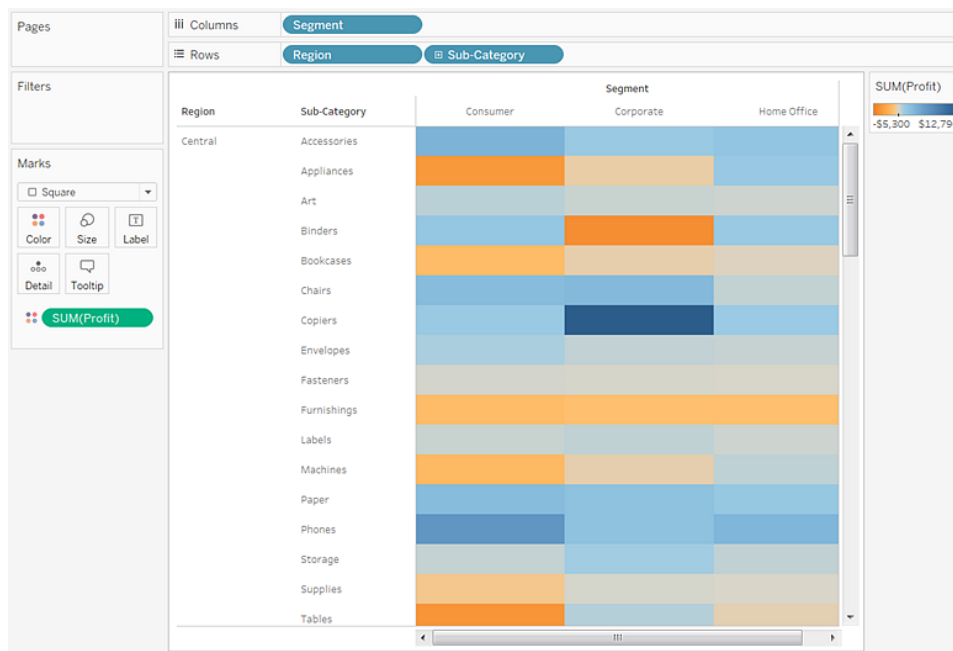 Pages
Columns
Segment
Rows
Region
Sub-Category
Filters
Segment
SUM(Profit)
Region
Sub-Category
Consumer
Corporate
Home Office
-$5,300 $12,79
Central
Accessories
Marks
Appliances
Square
Art
Color
Size
Label
Binders
Bookcases
Detail
Tooltip
Chairs
SUM(Profit)
Copiers
Envelopes
Fasteners
Furnishings
Labels
Machines
Paper
Phones
Storage
Supplies
Tables